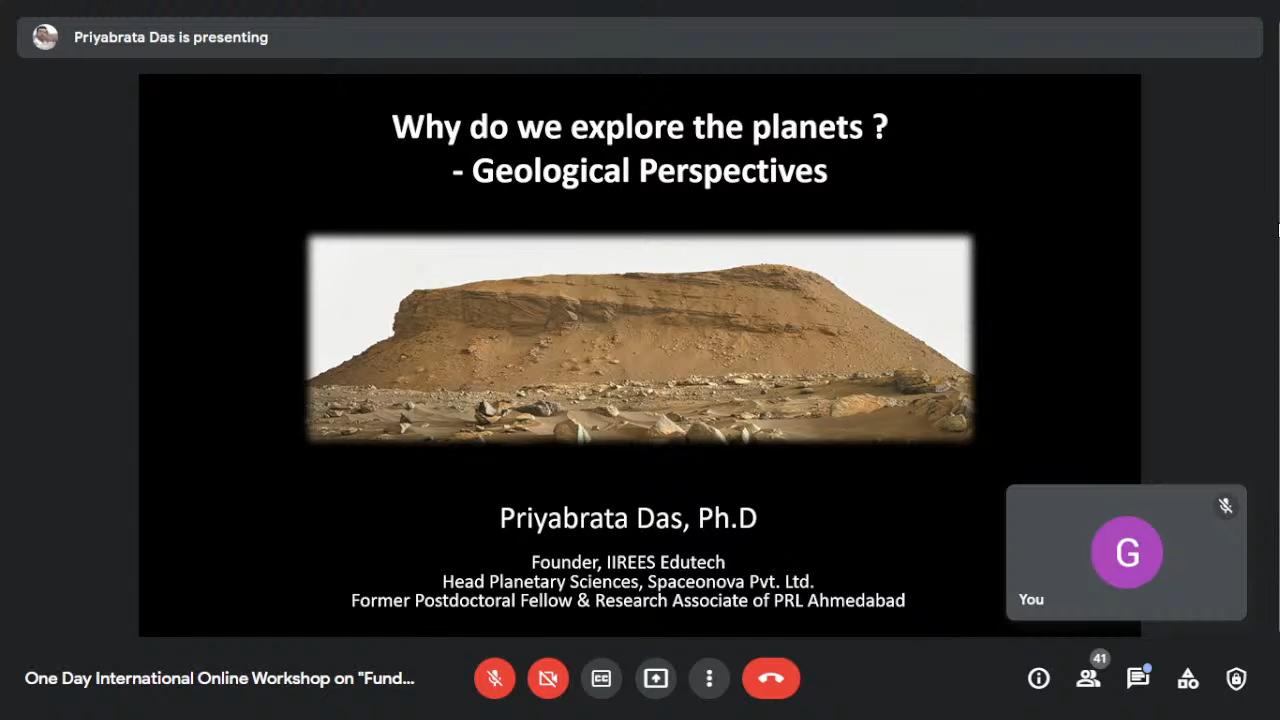 Priyabrata Das is presenting
Why do we explore the planets ?
- Geological Perspectives
Priyabrata Das, Ph.D
Founder, IIREES Edutech
Head Planetary Sciences, Spaceonova Pvt. Ltd.
Former Postdoctoral Fellow & Research Associate of PRL Ahmedabad
G
You
One Day International Online Workshop on "Fund...
CC
41